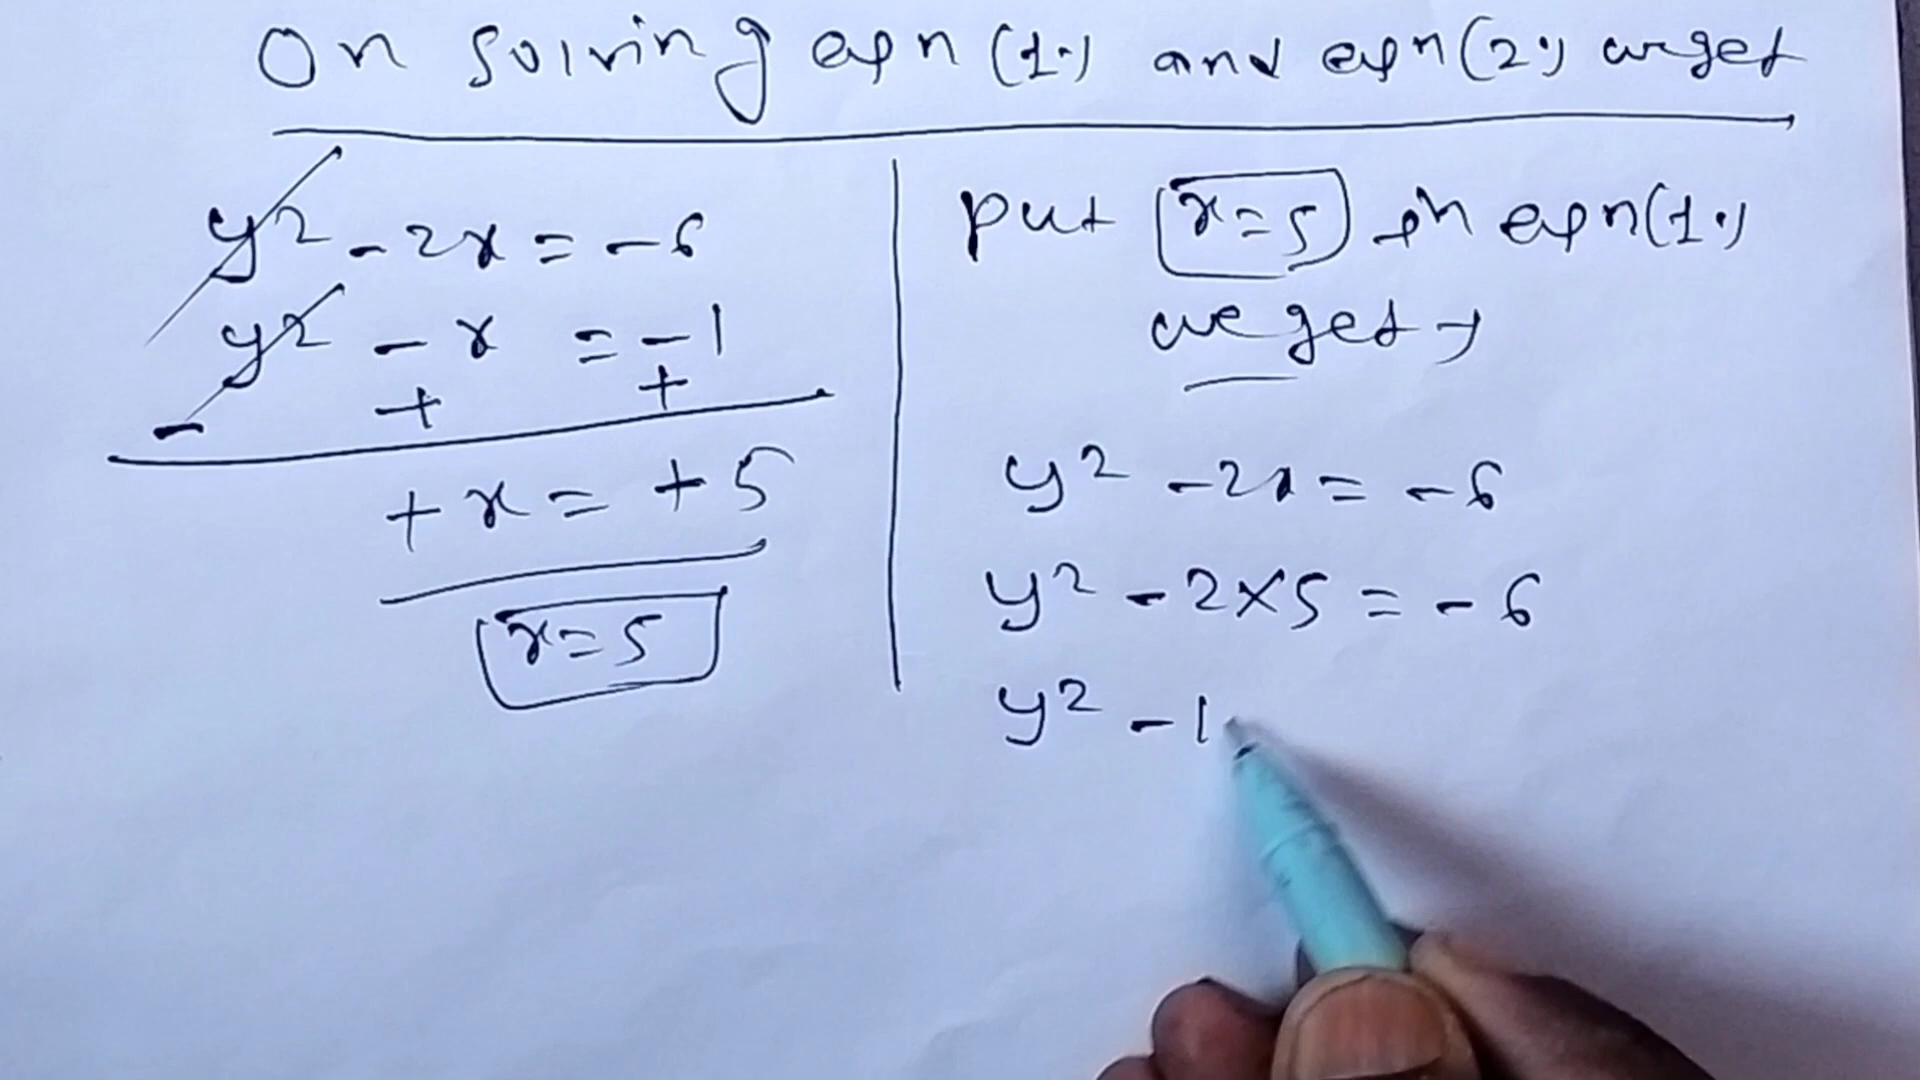 On solving eqn (1.) and eqn (2.) we get
y² - 2x = -6
y² - x = -1
- + +
+ x = + 5
x = 5
put x = 5 in eqn (1.)
we get →
y² - 2x = -6
y² - 2×5 = -6
y² - 1